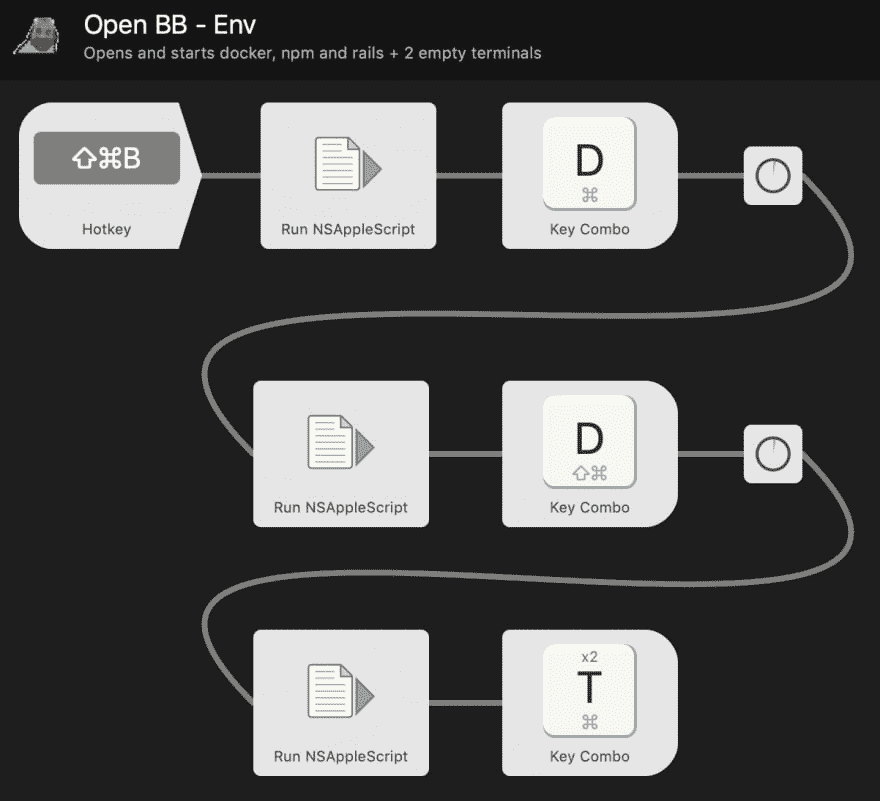 Open BB - Env
Opens and starts docker, npm and rails + 2 empty terminals
⇧⌘B
Hotkey
Run NSAppleScript
D
⌘
Key Combo
Run NSAppleScript
D
⇧⌘
Key Combo
Run NSAppleScript
x2
T
⌘
Key Combo